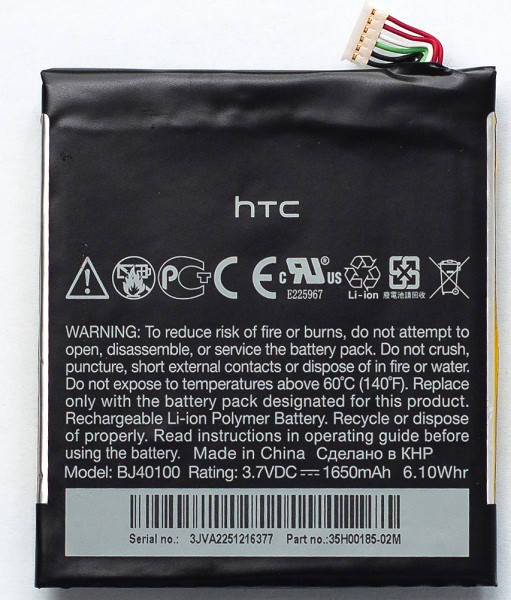 hTC
PCT CE c RU us Li-ion 廢電池請回收
E225967
WARNING: To reduce risk of fire or burns, do not attempt to
open, disassemble, or service the battery pack. Do not crush,
puncture, short external contacts or dispose of in fire or water.
Do not expose to temperatures above 60°C (140°F). Replace
only with the battery pack designated for this product.
Rechargeable Li-ion Polymer Battery. Recycle or dispose
of properly. Read instructions in operating guide before
using the battery. Made in China Сделано в КНР
Model: BJ40100 Rating: 3.7VDC⎓1650mAh 6.10Whr
Serial no.: 3JVA2251216377 Part no.:35H00185-02M